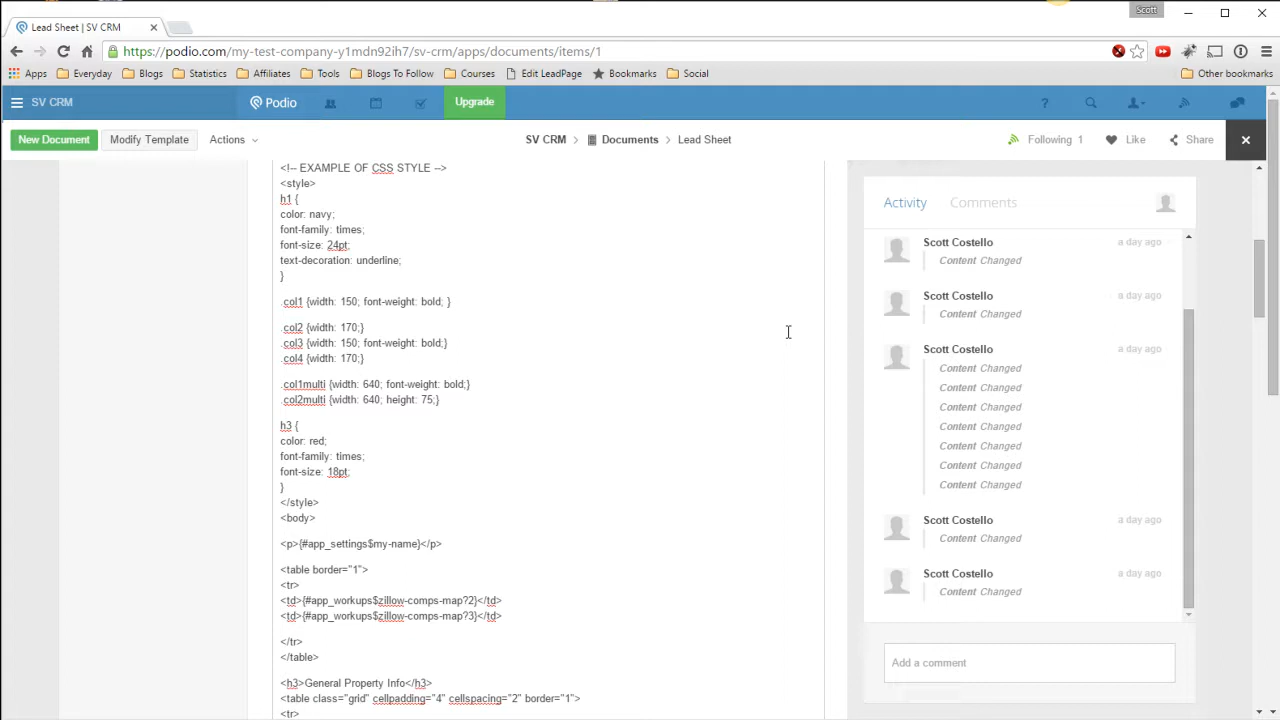 Scott
Lead Sheet | SV CRM
https://podio.com/my-test-company-y1mdn92ih7/sv-crm/apps/documents/items/1
Apps Everyday Blogs Statistics Affiliates Tools Blogs To Follow Courses Edit LeadPage Bookmarks Social Other bookmarks
SV CRM Podio Upgrade ?
New Document Modify Template Actions SV CRM > Documents > Lead Sheet Following 1 Like Share
<!-- EXAMPLE OF CSS STYLE -->
<style>
h1 {
color: navy;
font-family: times;
font-size: 24pt;
text-decoration: underline;
}
.col1 {width: 150; font-weight: bold; }
.col2 {width: 170;}
.col3 {width: 150; font-weight: bold;}
.col4 {width: 170;}
.col1multi {width: 640; font-weight: bold;}
.col2multi {width: 640; height: 75;}
h3 {
color: red;
font-family: times;
font-size: 18pt;
}
</style>
<body>
<p>{#app_settings$my-name}</p>
<table border="1">
<tr>
<td>{#app_workups$zillow-comps-map?2}</td>
<td>{#app_workups$zillow-comps-map?3}</td>
</tr>
</table>
<h3>General Property Info</h3>
<table class="grid" cellpadding="4" cellspacing="2" border="1">
<tr>
Activity Comments
Scott Costello a day ago
Content Changed
Scott Costello a day ago
Content Changed
Scott Costello a day ago
Content Changed
Content Changed
Content Changed
Content Changed
Content Changed
Content Changed
Content Changed
Scott Costello a day ago
Content Changed
Scott Costello a day ago
Content Changed
Add a comment